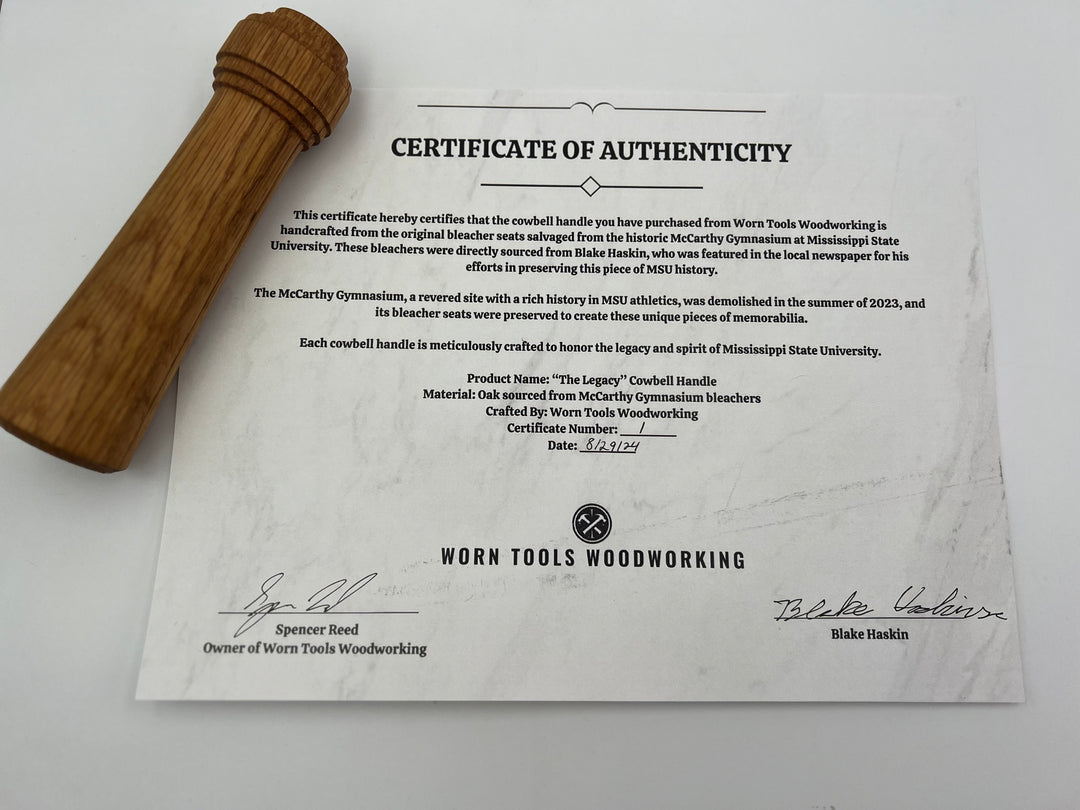 CERTIFICATE OF AUTHENTICITY
This certificate hereby certifies that the cowbell handle you have purchased from Worn Tools Woodworking is
handcrafted from the original bleacher seats salvaged from the historic McCarthy Gymnasium at Mississippi State
University. These bleachers were directly sourced from Blake Haskin, who was featured in the local newspaper for his
efforts in preserving this piece of MSU history.
The McCarthy Gymnasium, a revered site with a rich history in MSU athletics, was demolished in the summer of 2023, and
its bleacher seats were preserved to create these unique pieces of memorabilia.
Each cowbell handle is meticulously crafted to honor the legacy and spirit of Mississippi State University.
Product Name: “The Legacy” Cowbell Handle
Material: Oak sourced from McCarthy Gymnasium bleachers
Crafted By: Worn Tools Woodworking
Certificate Number: 1
Date: 8/29/24
WORN TOOLS WOODWORKING
Spencer Reed
Owner of Worn Tools Woodworking
Blake
Blake Haskin